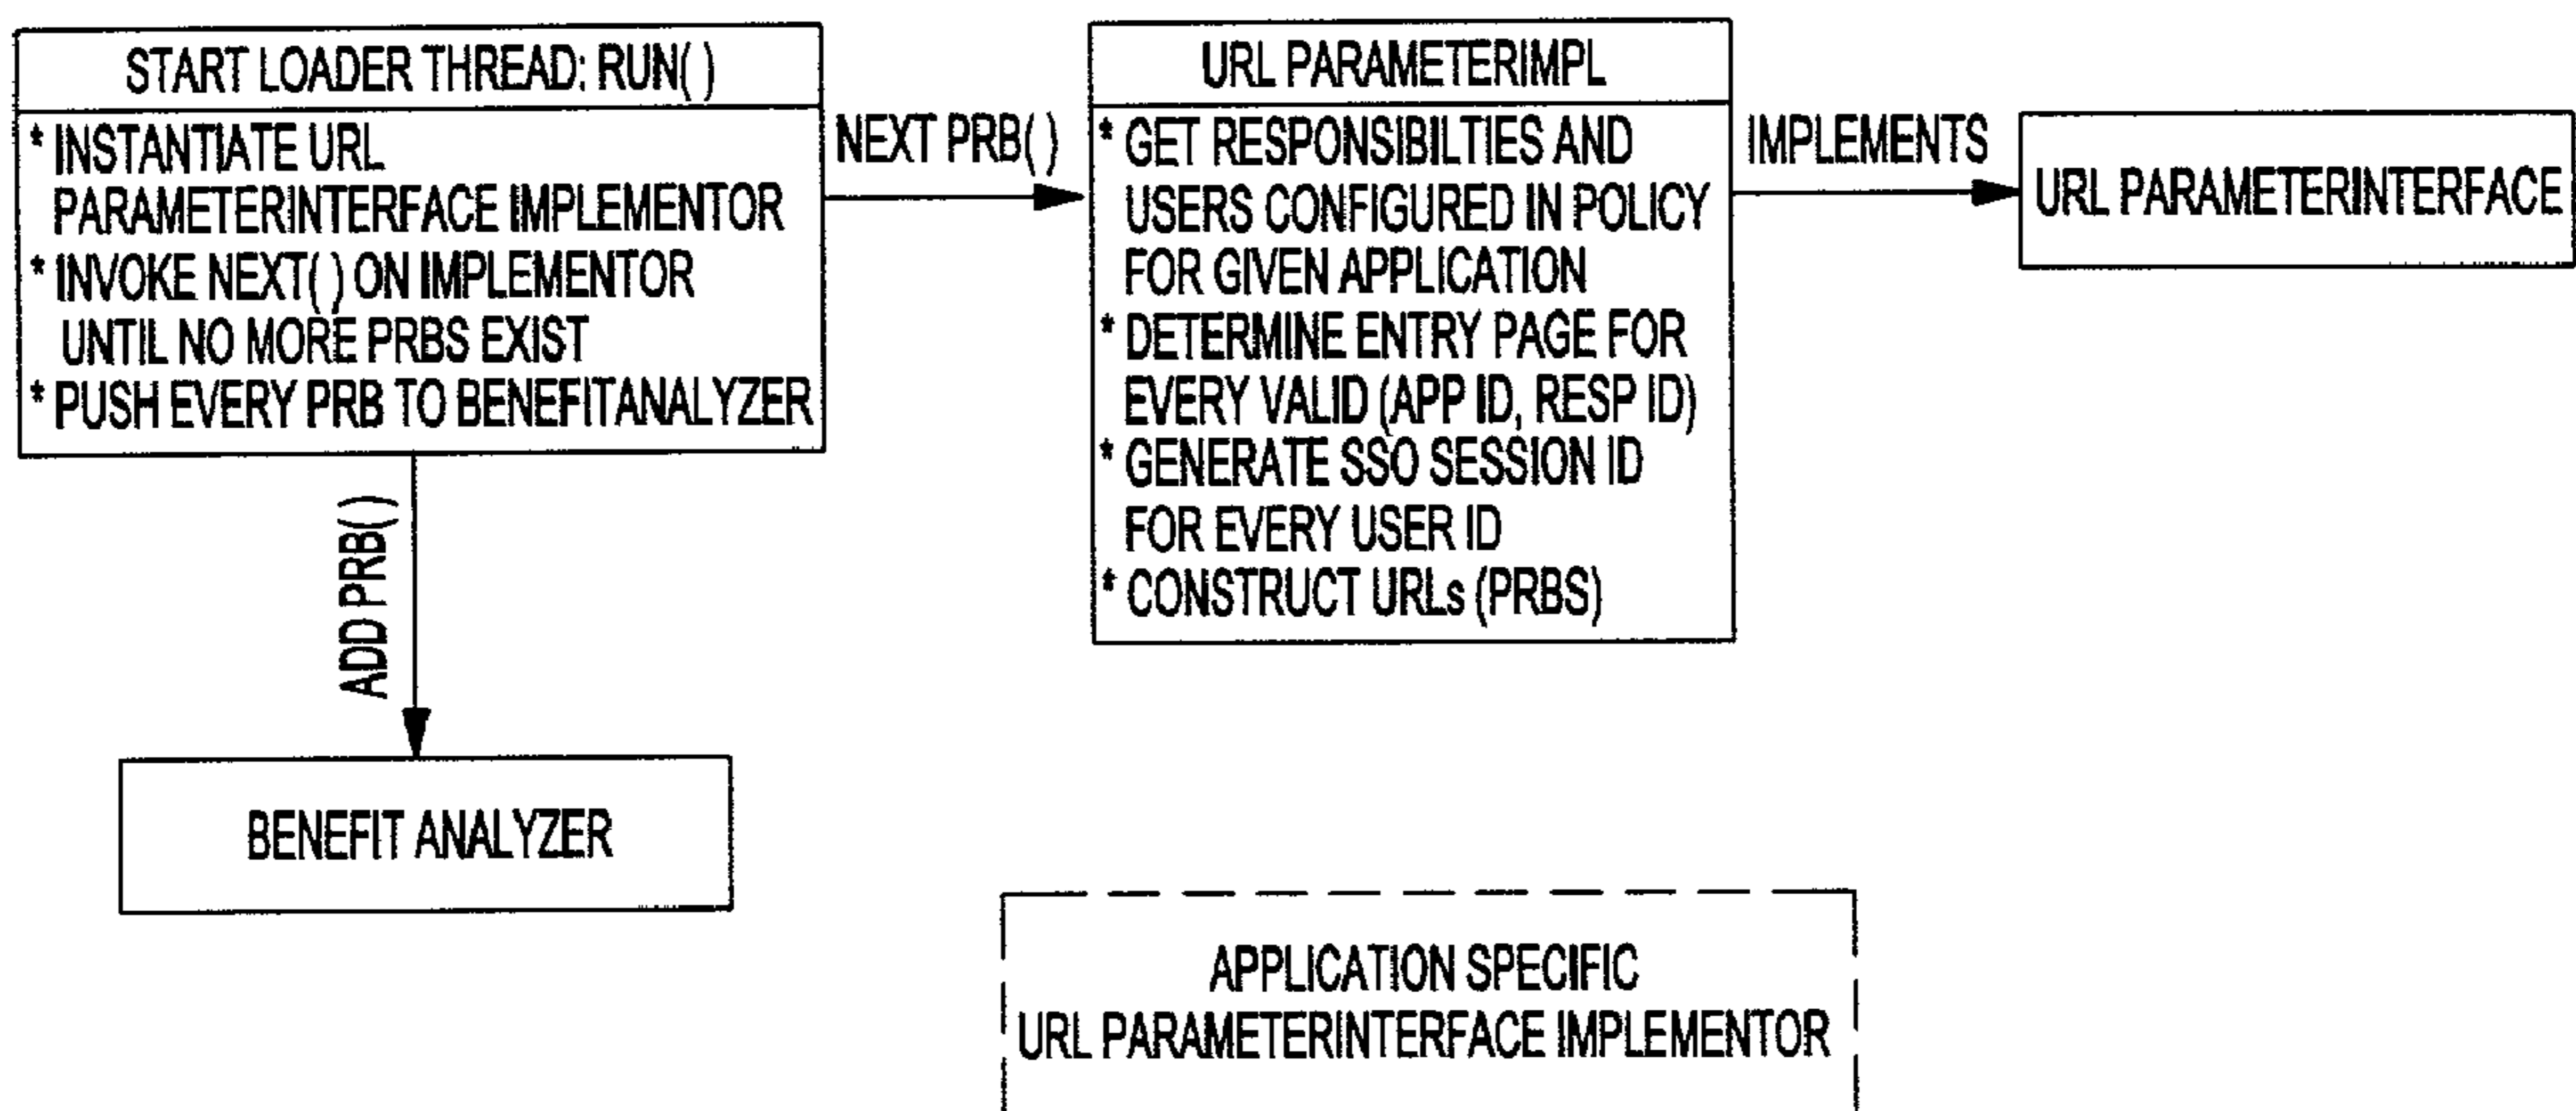 START LOADER THREAD: RUN( )
* INSTANTIATE URL
PARAMETERINTERFACE IMPLEMENTOR
* INVOKE NEXT( ) ON IMPLEMENTOR
UNTIL NO MORE PRBS EXIST
* PUSH EVERY PRB TO BENEFITANALYZER
NEXT PRB( )
URL PARAMETERIMPL
* GET RESPONSIBILTIES AND
USERS CONFIGURED IN POLICY
FOR GIVEN APPLICATION
* DETERMINE ENTRY PAGE FOR
EVERY VALID (APP ID, RESP ID)
* GENERATE SSO SESSION ID
FOR EVERY USER ID
* CONSTRUCT URLs (PRBS)
IMPLEMENTS
URL PARAMETERINTERFACE
ADD PRB( )
BENEFIT ANALYZER
APPLICATION SPECIFIC
URL PARAMETERINTERFACE IMPLEMENTOR